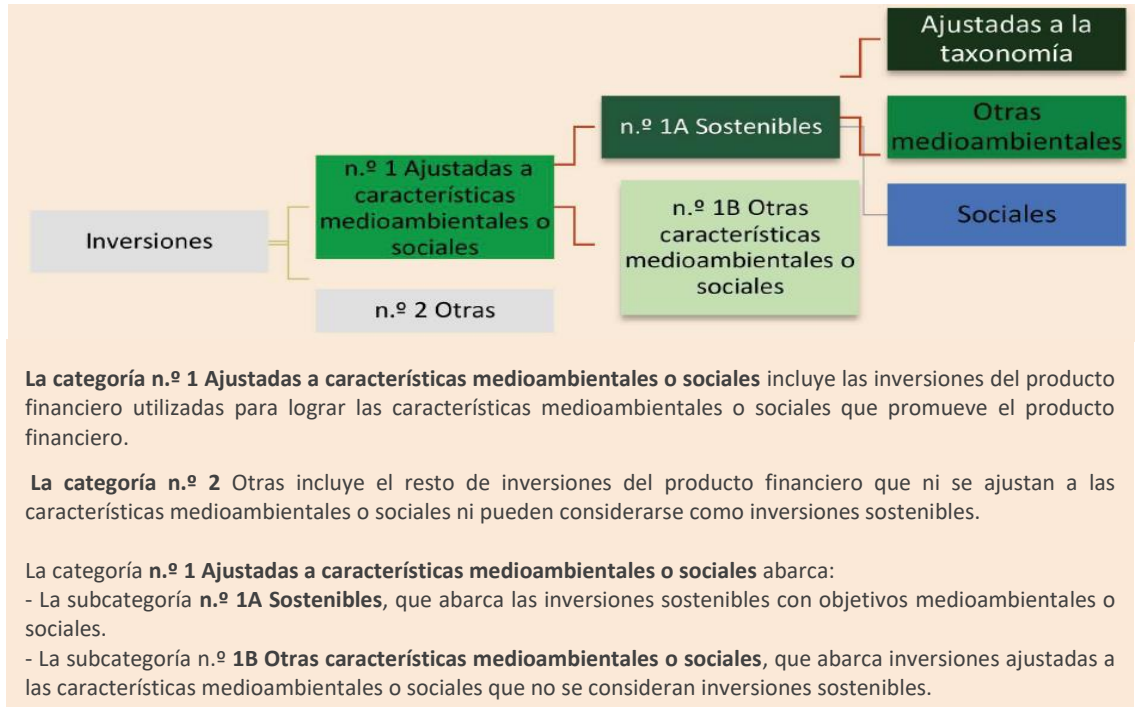 Inversiones
n.º 1 Ajustadas a
características
medioambientales o
sociales
n.º 2 Otras
n.º 1A Sostenibles
n.º 1B Otras
características
medioambientales o
sociales
Ajustadas a la
taxonomía
Otras
medioambientales
Sociales
La categoría n.º 1 Ajustadas a características medioambientales o sociales incluye las inversiones del producto
financiero utilizadas para lograr las características medioambientales o sociales que promueve el producto
financiero.
La categoría n.º 2 Otras incluye el resto de inversiones del producto financiero que ni se ajustan a las
características medioambientales o sociales ni pueden considerarse como inversiones sostenibles.
La categoría n.º 1 Ajustadas a características medioambientales o sociales abarca:
- La subcategoría n.º 1A Sostenibles, que abarca las inversiones sostenibles con objetivos medioambientales o
sociales.
- La subcategoría n.º 1B Otras características medioambientales o sociales, que abarca inversiones ajustadas a
las características medioambientales o sociales que no se consideran inversiones sostenibles.